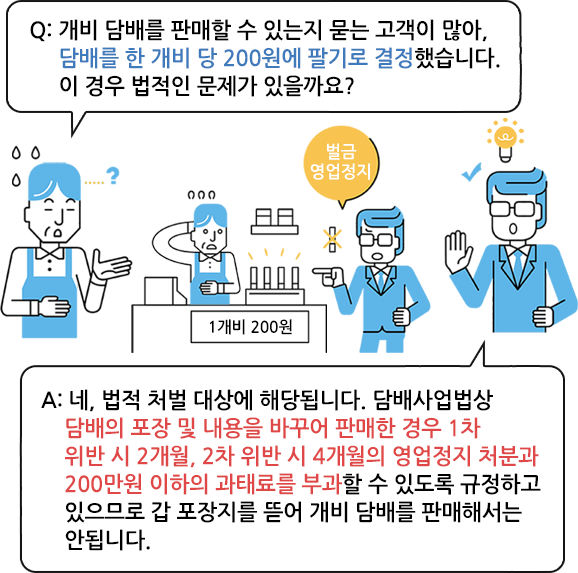 Q: 개비 담배를 판매할 수 있는지 묻는 고객이 많아,
담배를 한 개비 당 200원에 팔기로 결정했습니다.
이 경우 법적인 문제가 있을까요?
벌금
영업정지
?
1개비 200원
A: 네, 법적 처벌 대상에 해당됩니다. 담배사업법상
담배의 포장 및 내용을 바꾸어 판매한 경우 1차
위반 시 2개월, 2차 위반 시 4개월의 영업정지 처분과
200만원 이하의 과태료를 부과할 수 있도록 규정하고
있으므로 갑 포장지를 뜯어 개비 담배를 판매해서는
안됩니다.